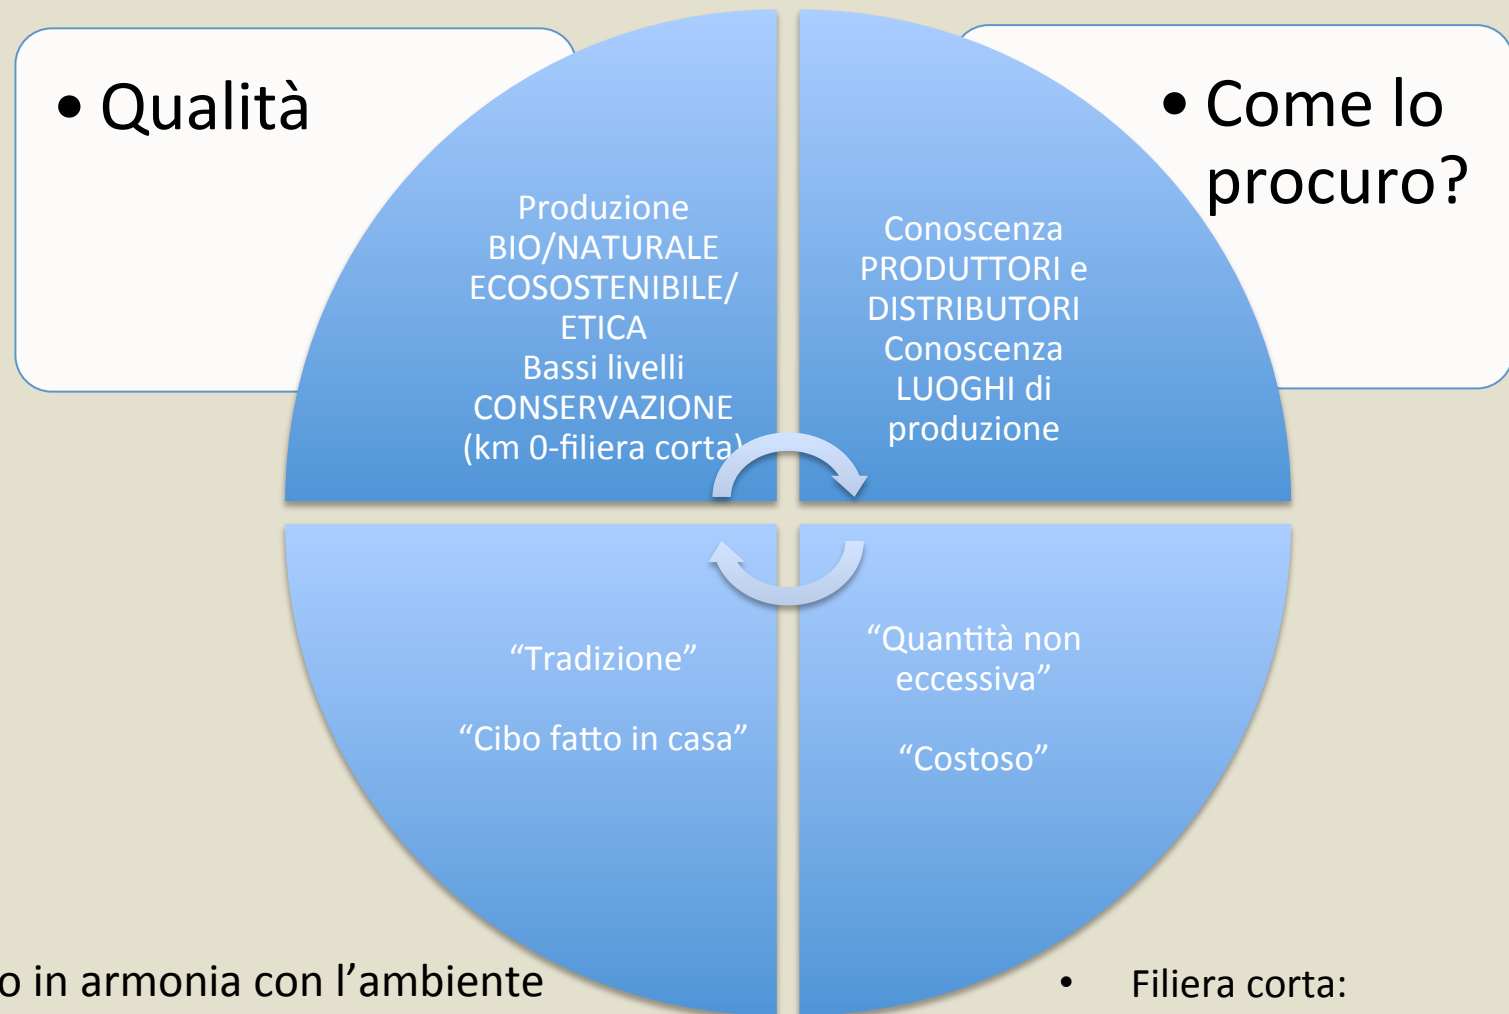 • Qualità
• Come lo
procuro?
Produzione
BIO/NATURALE
ECOSOSTENIBILE/
ETICA
Bassi livelli
CONSERVAZIONE
(km 0-filiera corta)
Conoscenza
PRODUTTORI e
DISTRIBUTORI
Conoscenza
LUOGHI di
produzione
“Tradizione”
“Cibo fatto in casa”
“Quantità non
eccessiva”
“Costoso”
o in armonia con l’ambiente
• Filiera corta: